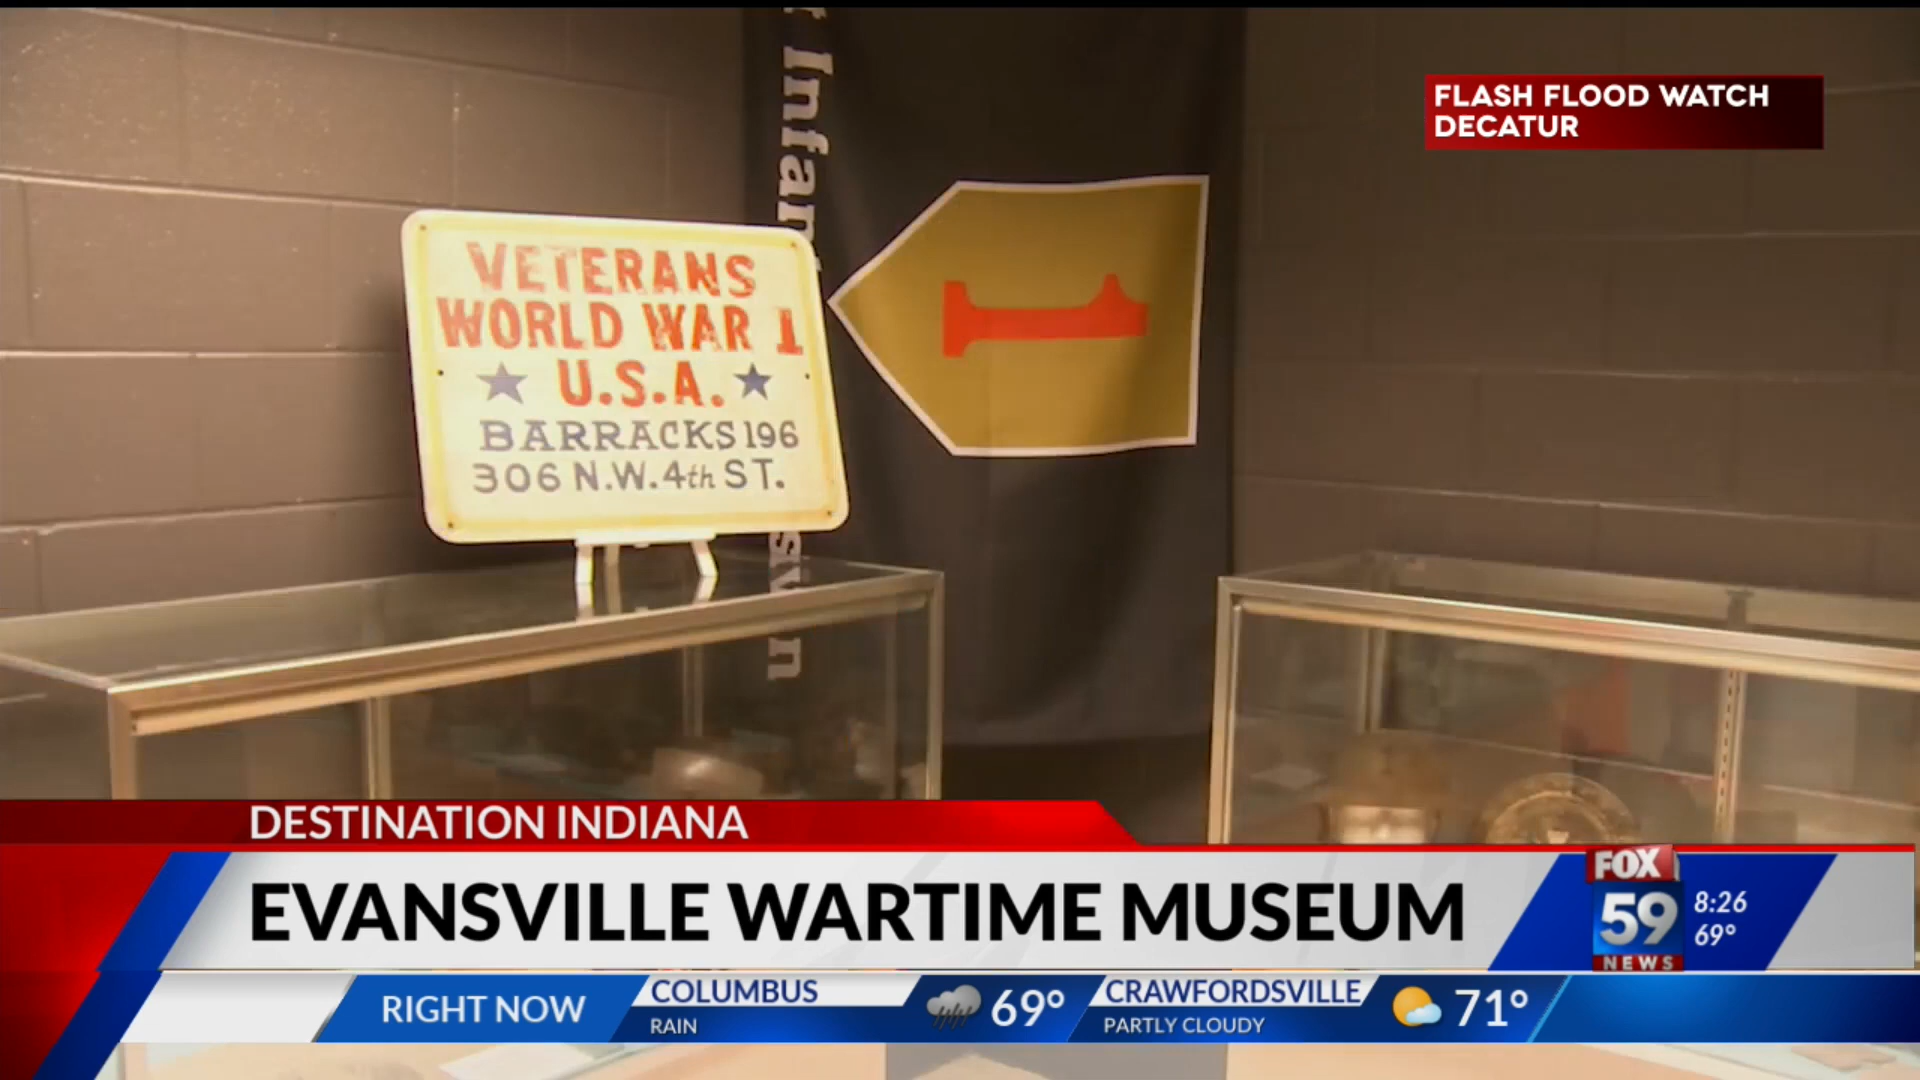 FLASH FLOOD WATCH
DECATUR
VETERANS
WORLD WAR 1
U.S.A.
BARRACKS 196
306 N.W. 4th ST.
1
DESTINATION INDIANA
EVANSVILLE WARTIME MUSEUM
FOX
59
NEWS
8:26
69°
RIGHT NOW
COLUMBUS
RAIN
69°
CRAWFORDSVILLE
PARTLY CLOUDY
71°